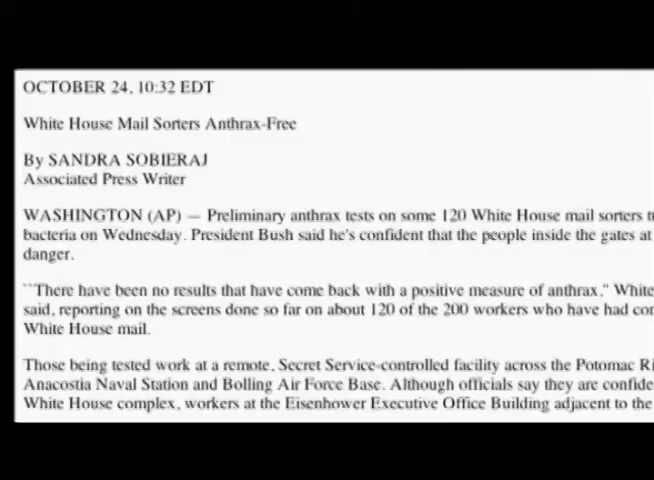 OCTOBER 24, 10:32 EDT
White House Mail Sorters Anthrax-Free
By SANDRA SOBIERAJ
Associated Press Writer
WASHINGTON (AP) — Preliminary anthrax tests on some 120 White House mail sorters
bacteria on Wednesday. President Bush said he's confident that the people inside the gates at
danger.
``There have been no results that have come back with a positive measure of anthrax,'' White
said, reporting on the screens done so far on about 120 of the 200 workers who have had
White House mail.
Those being tested work at a remote, Secret Service-controlled facility across the Potomac
Anacostia Naval Station and Bolling Air Force Base. Although officials say they are
White House complex, workers at the Eisenhower Executive Office Building adjacent to the